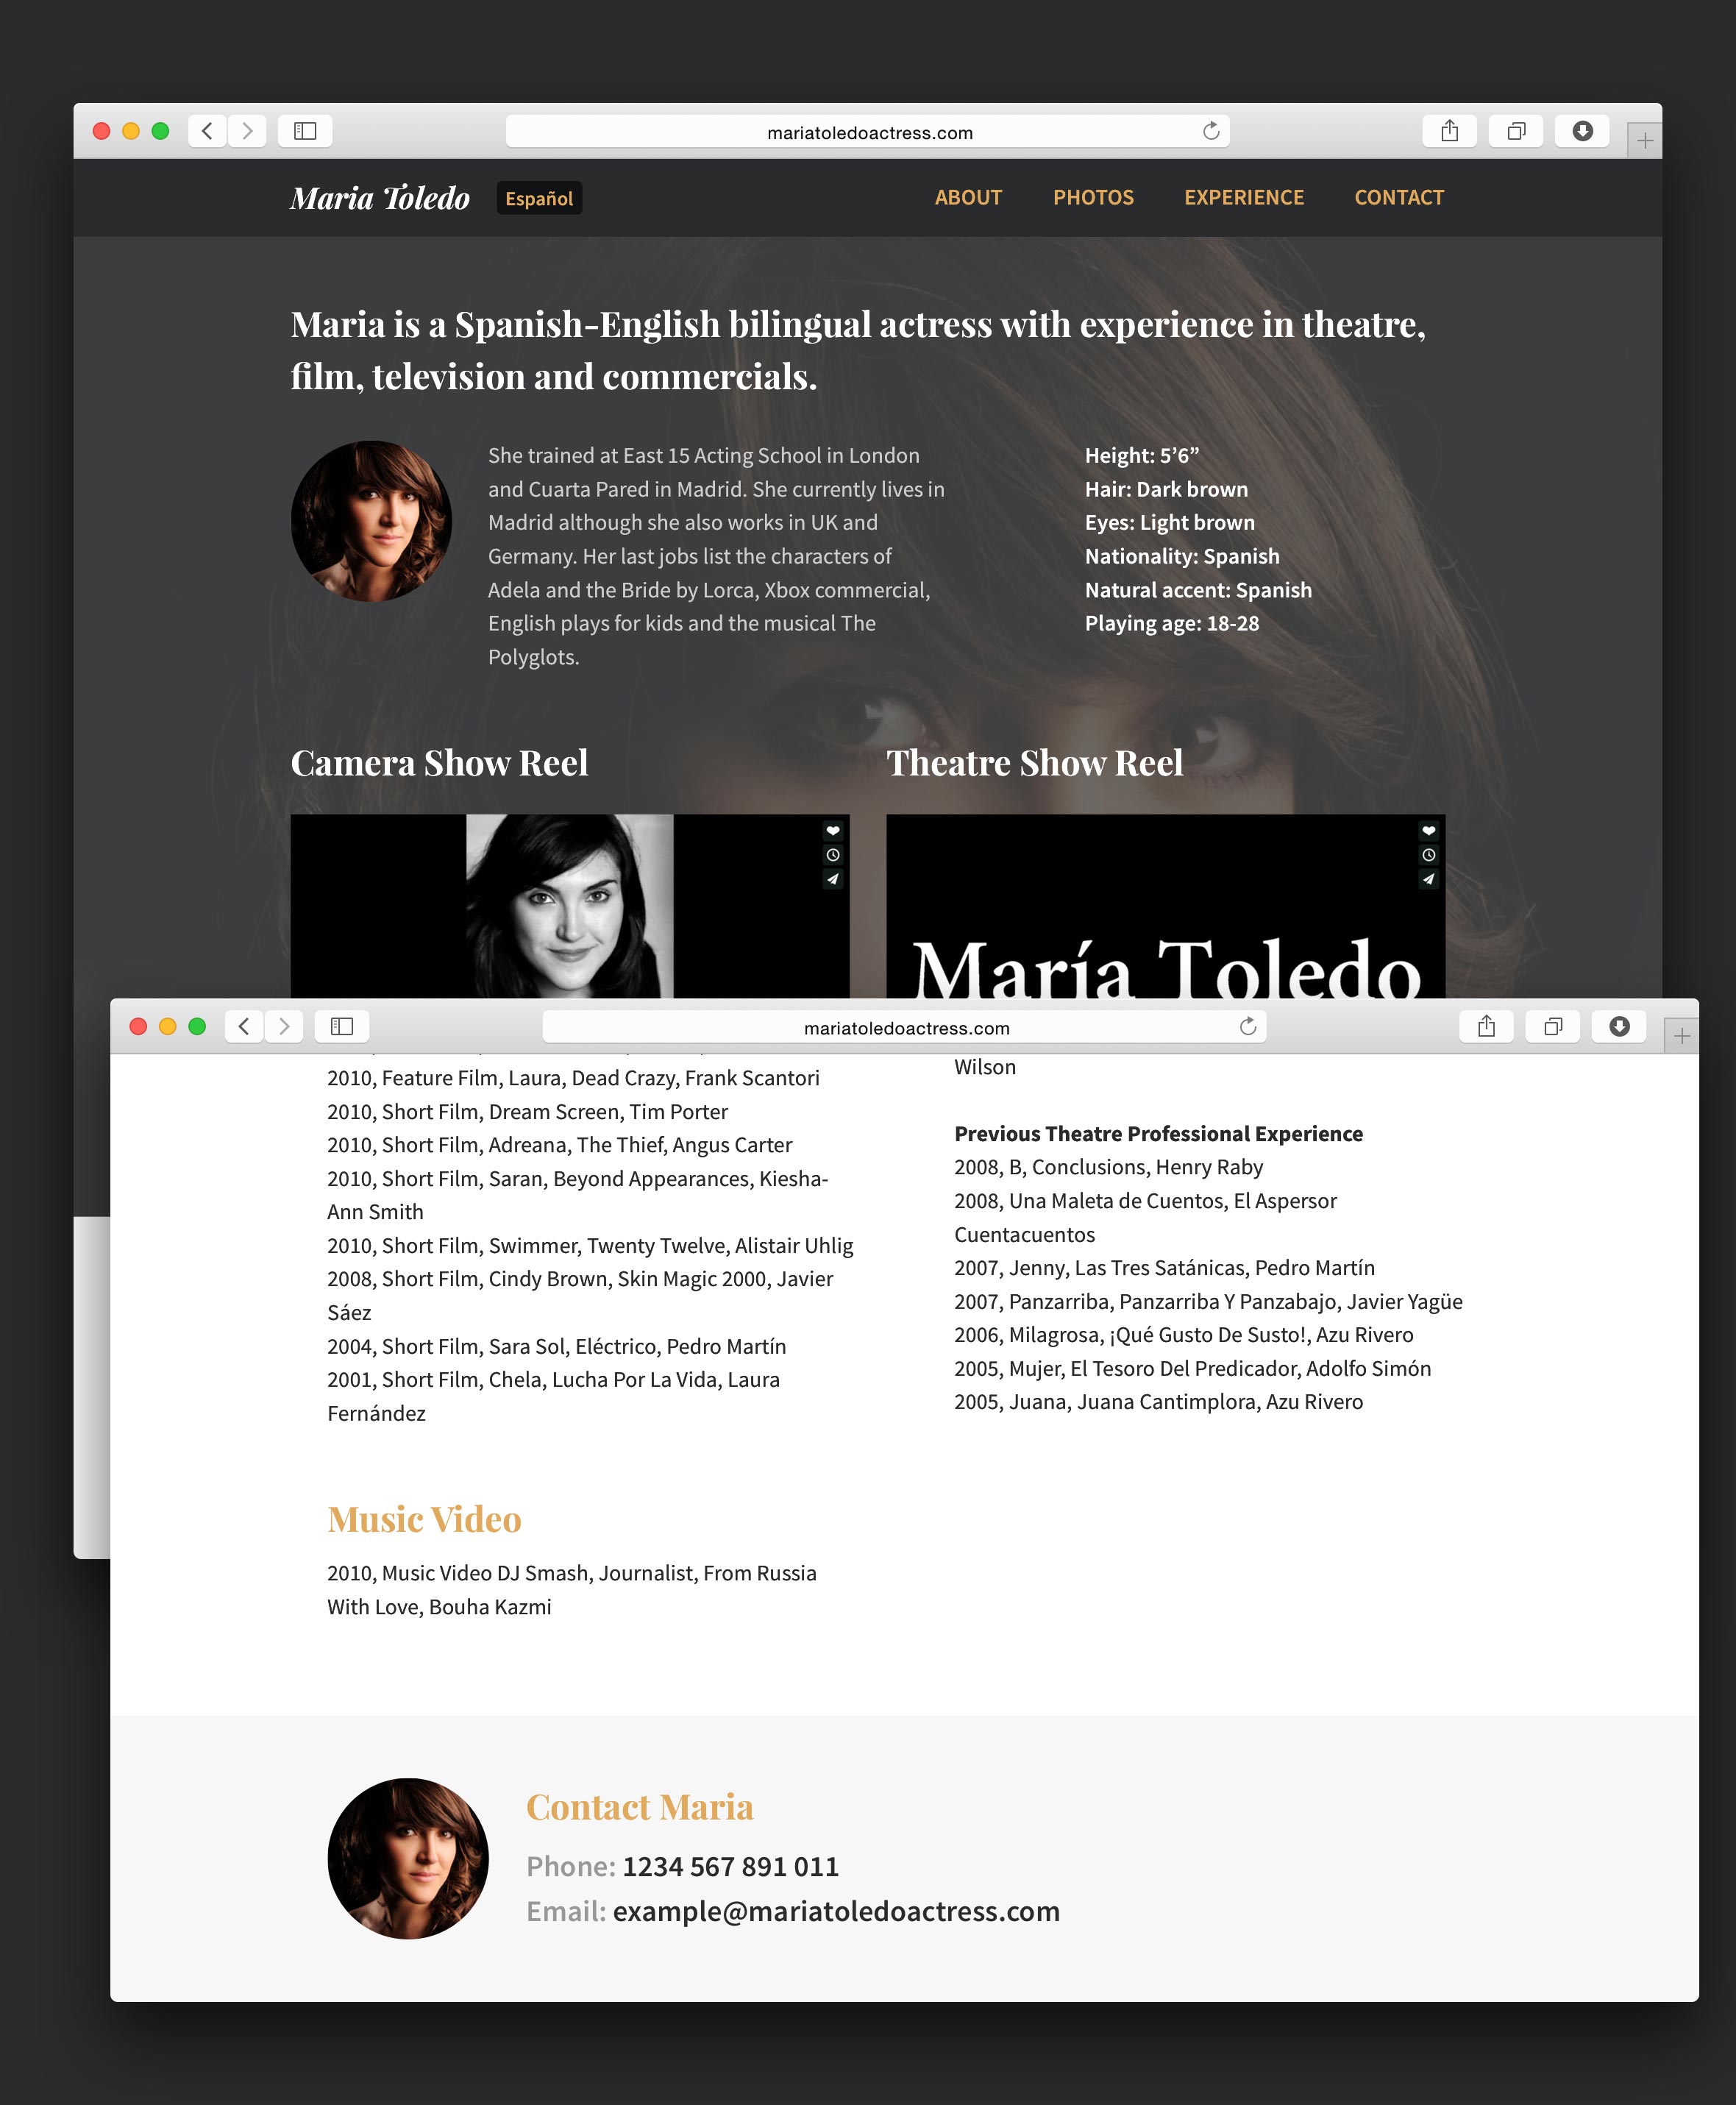 mariatoledoactress.com
Maria Toledo
Español
ABOUT
PHOTOS
EXPERIENCE
CONTACT
Maria is a Spanish-English bilingual actress with experience in theatre,
film, television and commercials.
She trained at East 15 Acting School in London
and Cuarta Pared in Madrid. She currently lives in
Madrid although she also works in UK and
Germany. Her last jobs list the characters of
Adela and the Bride by Lorca, Xbox commercial,
English plays for kids and the musical The
Polyglots.
Height: 5’6”
Hair: Dark brown
Eyes: Light brown
Nationality: Spanish
Natural accent: Spanish
Playing age: 18-28
Camera Show Reel
Theatre Show Reel
María Toledo
mariatoledoactress.com
2010, Feature Film, Laura, Dead Crazy, Frank Scantori
2010, Short Film, Dream Screen, Tim Porter
2010, Short Film, Adreana, The Thief, Angus Carter
2010, Short Film, Saran, Beyond Appearances, Kiesha-
Ann Smith
2010, Short Film, Swimmer, Twenty Twelve, Alistair Uhlig
2008, Short Film, Cindy Brown, Skin Magic 2000, Javier
Sáez
2004, Short Film, Sara Sol, Eléctrico, Pedro Martín
2001, Short Film, Chela, Lucha Por La Vida, Laura
Fernández
Wilson
Previous Theatre Professional Experience
2008, B, Conclusions, Henry Raby
2008, Una Maleta de Cuentos, El Aspersor
Cuentacuentos
2007, Jenny, Las Tres Satánicas, Pedro Martín
2007, Panzarriba, Panzarriba Y Panzabajo, Javier Yagüe
2006, Milagrosa, ¡Qué Gusto De Susto!, Azu Rivero
2005, Mujer, El Tesoro Del Predicador, Adolfo Simón
2005, Juana, Juana Cantimplora, Azu Rivero
Music Video
2010, Music Video DJ Smash, Journalist, From Russia
With Love, Bouha Kazmi
Contact Maria
Phone: 1234 567 891 011
Email: example@mariatoledoactress.com